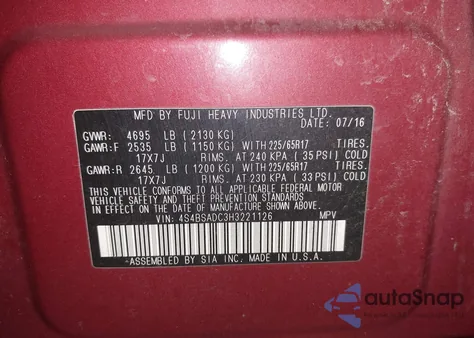 MFD BY FUJI HEAVY INDUSTRIES LTD.
DATE: 07/16
GVWR: 4695 LB (2130 KG)
GAWR:F 2535 LB (1150 KG) WITH 225/65R17 TIRES.
17X7J RIMS. AT 240 KPA (35 PSI) COLD
GAWR:R 2645 LB (1200 KG) WITH 225/65R17 TIRES.
17X7J RIMS. AT 230 KPA (33 PSI) COLD
THIS VEHICLE CONFORMS TO ALL APPLICABLE FEDERAL MOTOR
VEHICLE SAFETY AND THEFT PREVENTION STANDARDS
IN EFFECT ON THE DATE OF MANUFACTURE SHOWN ABOVE.
VIN: 4S4BSADC3H3221126 MPV
ASSEMBLED BY SIA INC. MADE IN U.S.A.
autoSnap